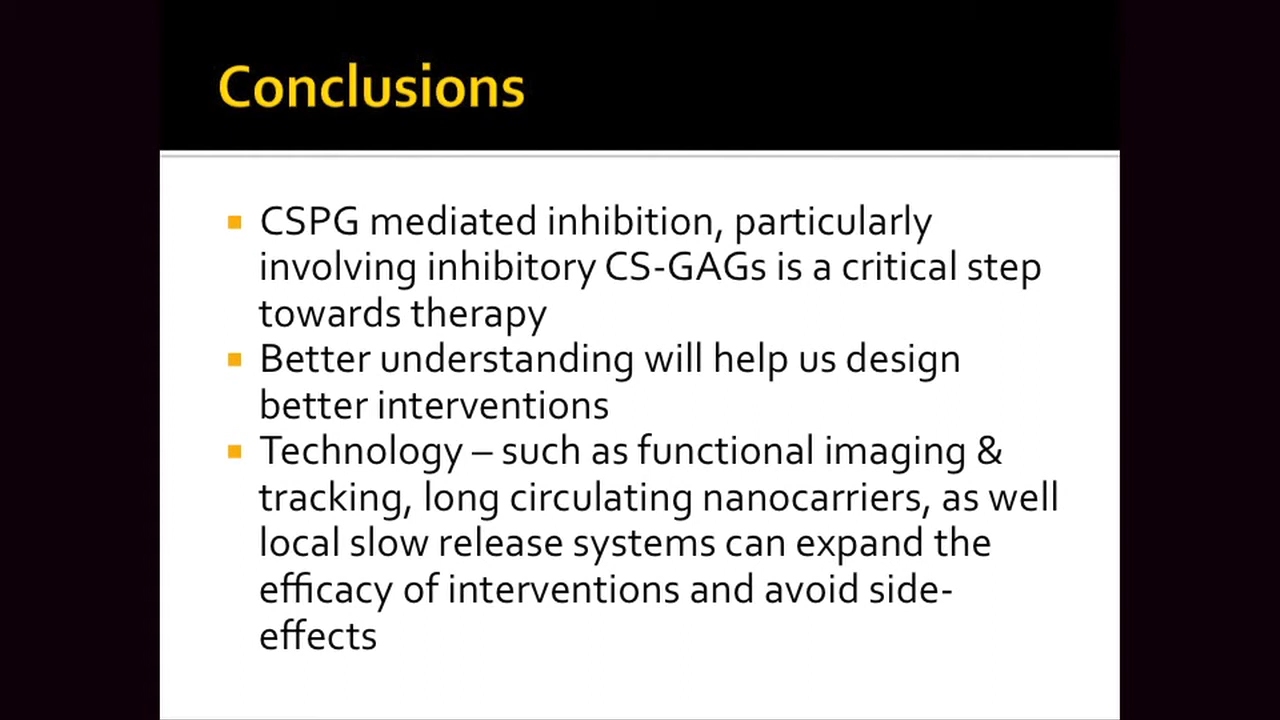 Conclusions
CSPG mediated inhibition, particularly
involving inhibitory CS-GAGs is a critical step
towards therapy
Better understanding will help us design
better interventions
Technology – such as functional imaging &
tracking, long circulating nanocarriers, as well
local slow release systems can expand the
efficacy of interventions and avoid side-
effects